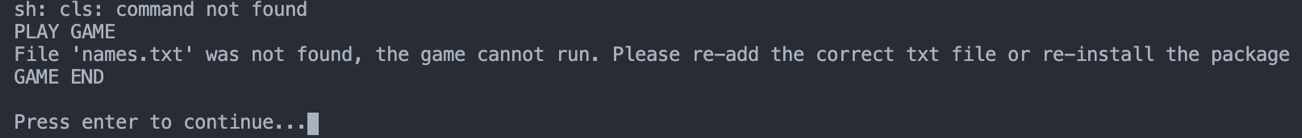 sh: cls: command not found
PLAY GAME
File 'names.txt' was not found, the game cannot run. Please re-add the correct txt file or re-install the package
GAME END
Press enter to continue...